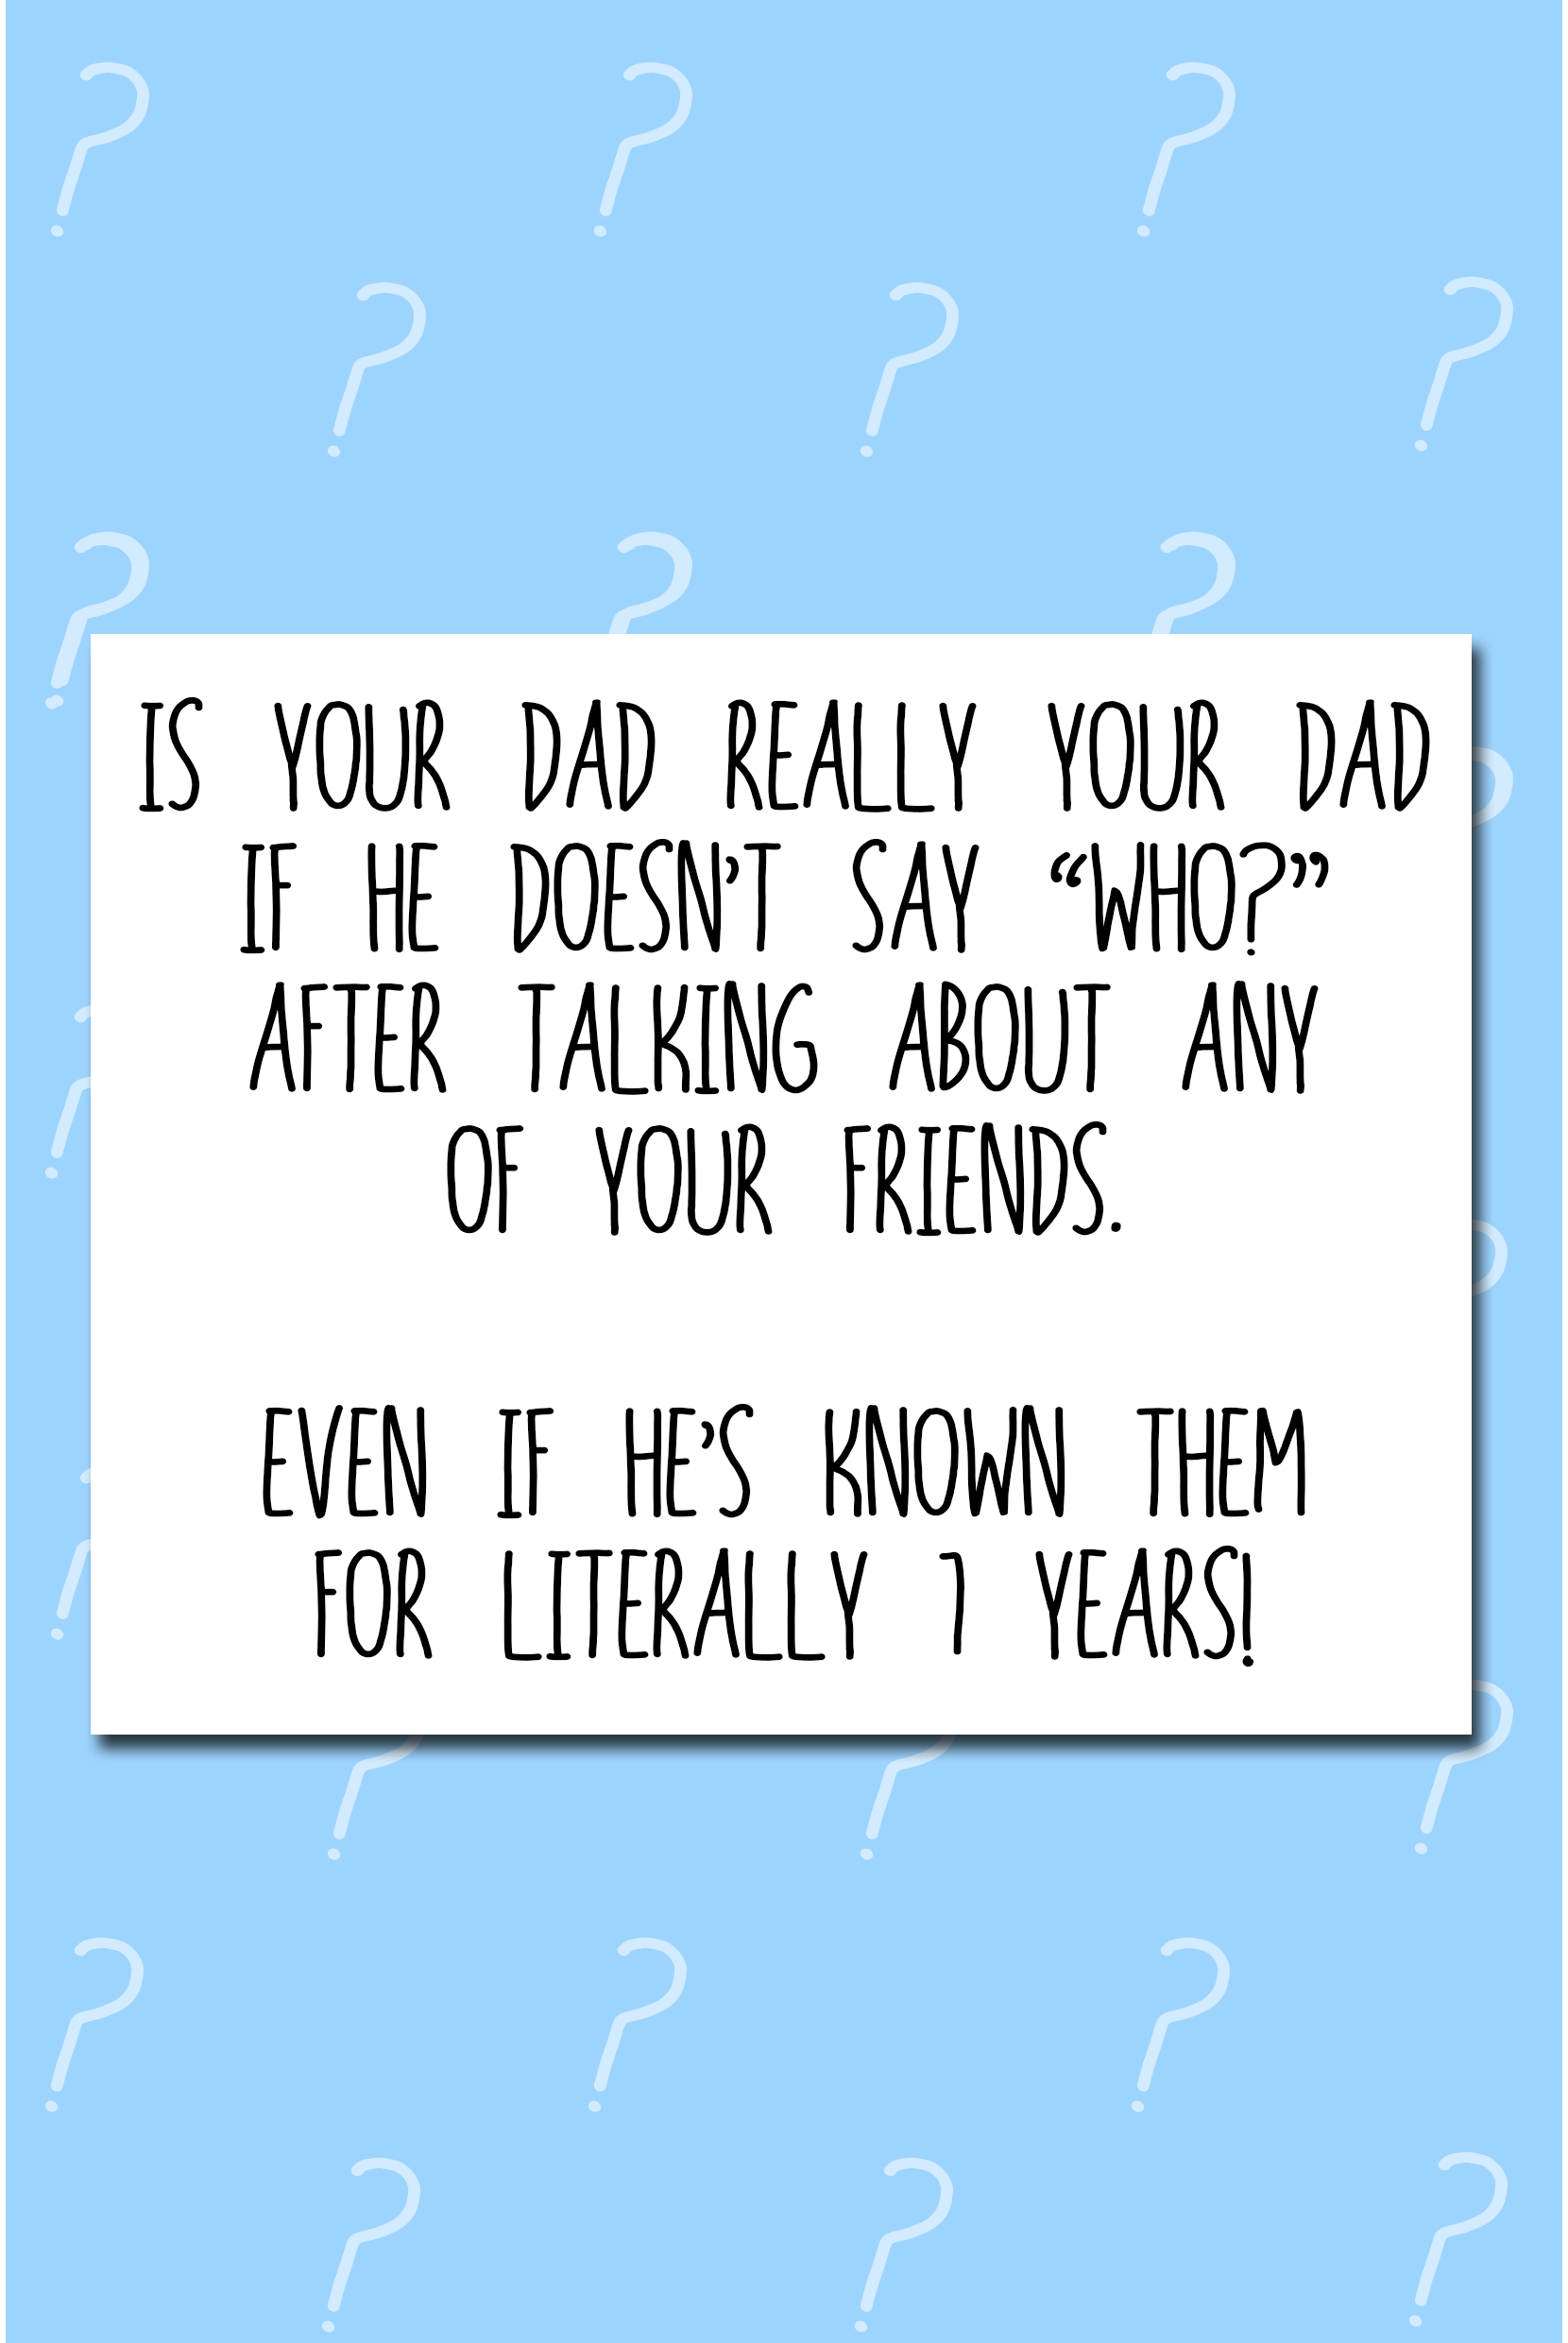 IS YOUR DAD REALLY YOUR DAD
IF HE DOESN'T SAY “WHO?”
AFTER TALKING ABOUT ANY
OF YOUR FRIENDS.
EVEN IF HE’S KNOWN THEM
FOR LITERALLY 7 YEARS!